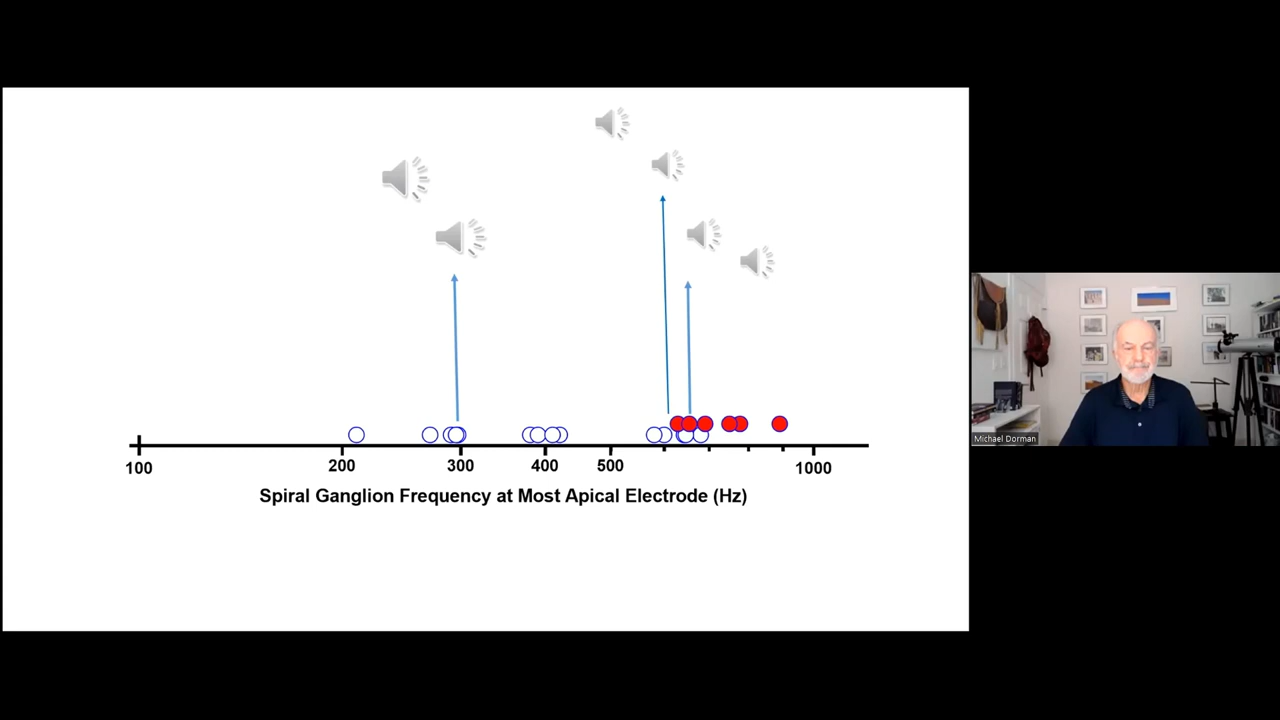 100 200 300 400 500 1000
Spiral Ganglion Frequency at Most Apical Electrode (Hz)
Michael Dorman